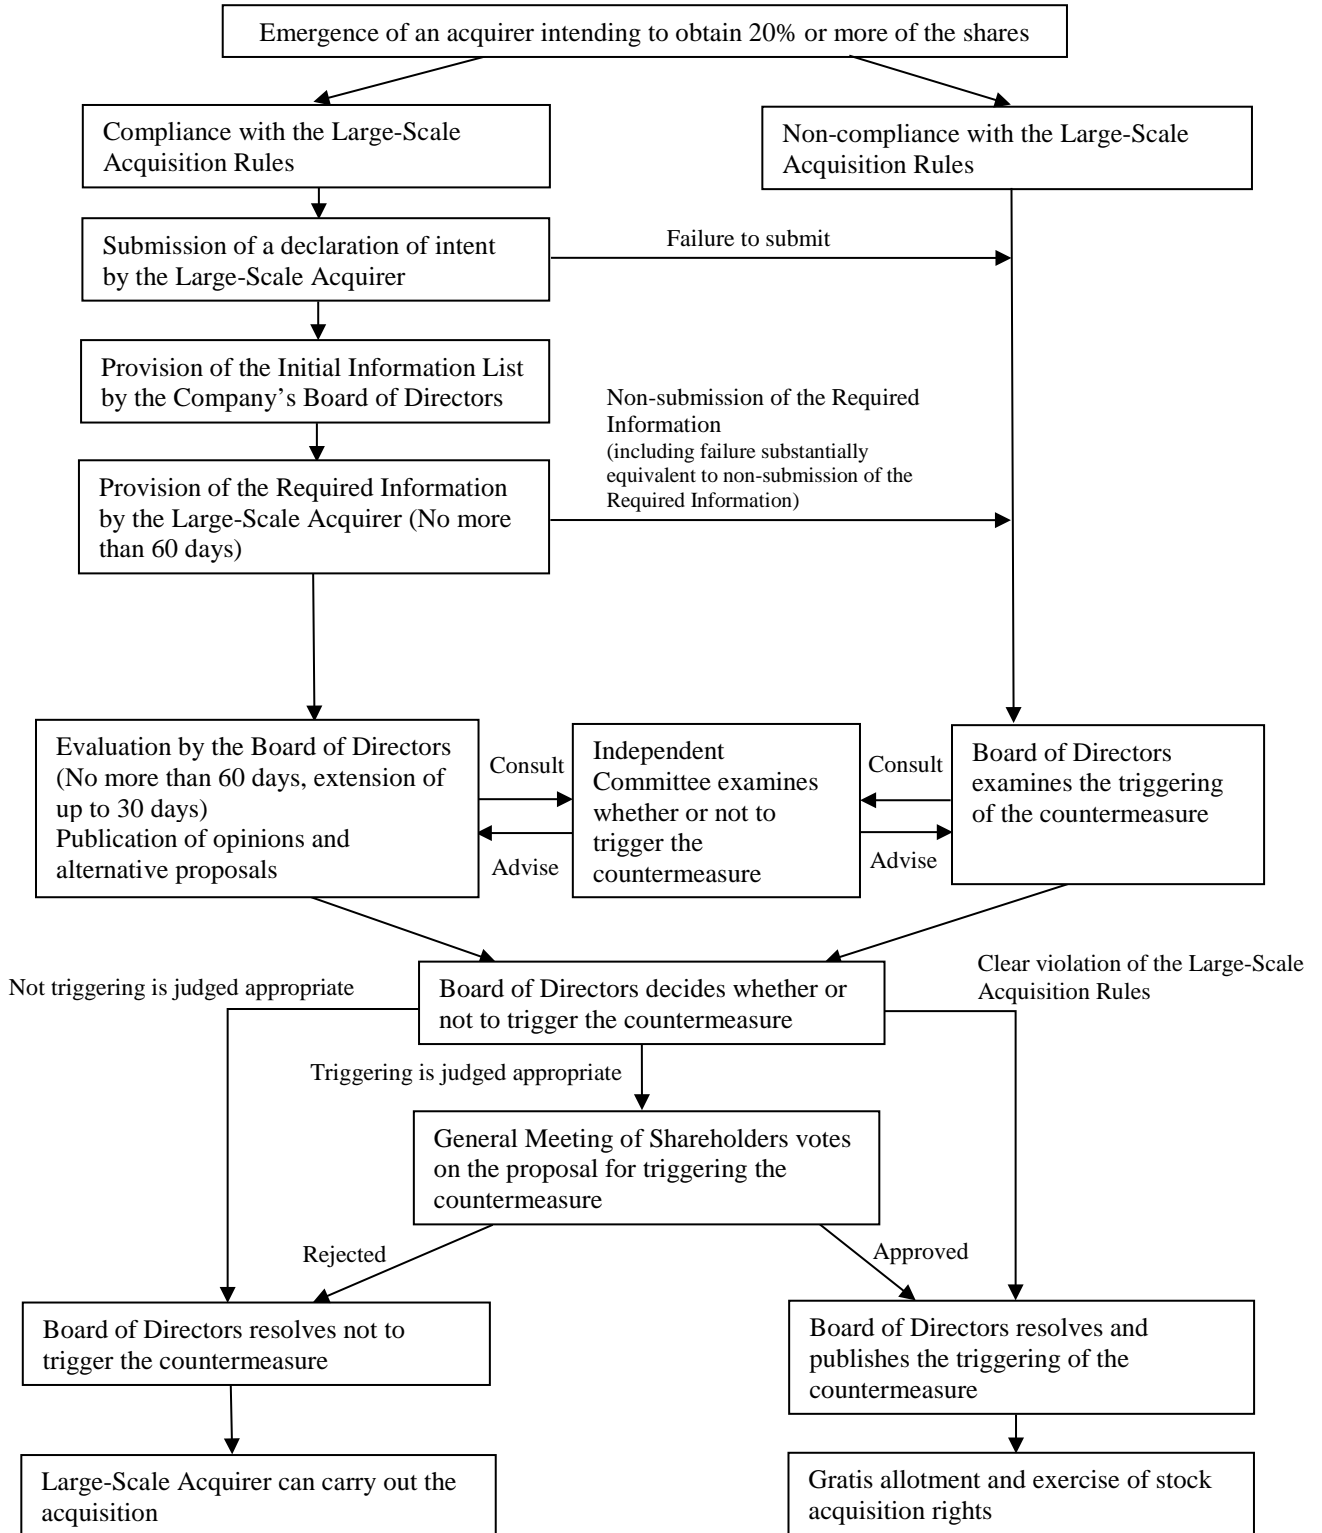 Emergence of an acquirer intending to obtain 20% or more of the shares
Compliance with the Large-Scale
Acquisition Rules
Non-compliance with the Large-Scale
Acquisition Rules
Submission of a declaration of intent
by the Large-Scale Acquirer
Failure to submit
Provision of the Initial Information List
by the Company’s Board of Directors
Non-submission of the Required
Information
(including failure substantially
equivalent to non-submission of the
Required Information)
Provision of the Required Information
by the Large-Scale Acquirer (No more
than 60 days)
Evaluation by the Board of Directors
(No more than 60 days, extension of
up to 30 days)
Publication of opinions and
alternative proposals
Consult
Advise
Independent
Committee examines
whether or not to
trigger the
countermeasure
Consult
Advise
Board of Directors
examines the triggering
of the countermeasure
Not triggering is judged appropriate
Board of Directors decides whether or
not to trigger the countermeasure
Clear violation of the Large-Scale
Acquisition Rules
Triggering is judged appropriate
General Meeting of Shareholders votes
on the proposal for triggering the
countermeasure
Rejected
Approved
Board of Directors resolves not to
trigger the countermeasure
Board of Directors resolves and
publishes the triggering of the
countermeasure
Large-Scale Acquirer can carry out the
acquisition
Gratis allotment and exercise of stock
acquisition rights